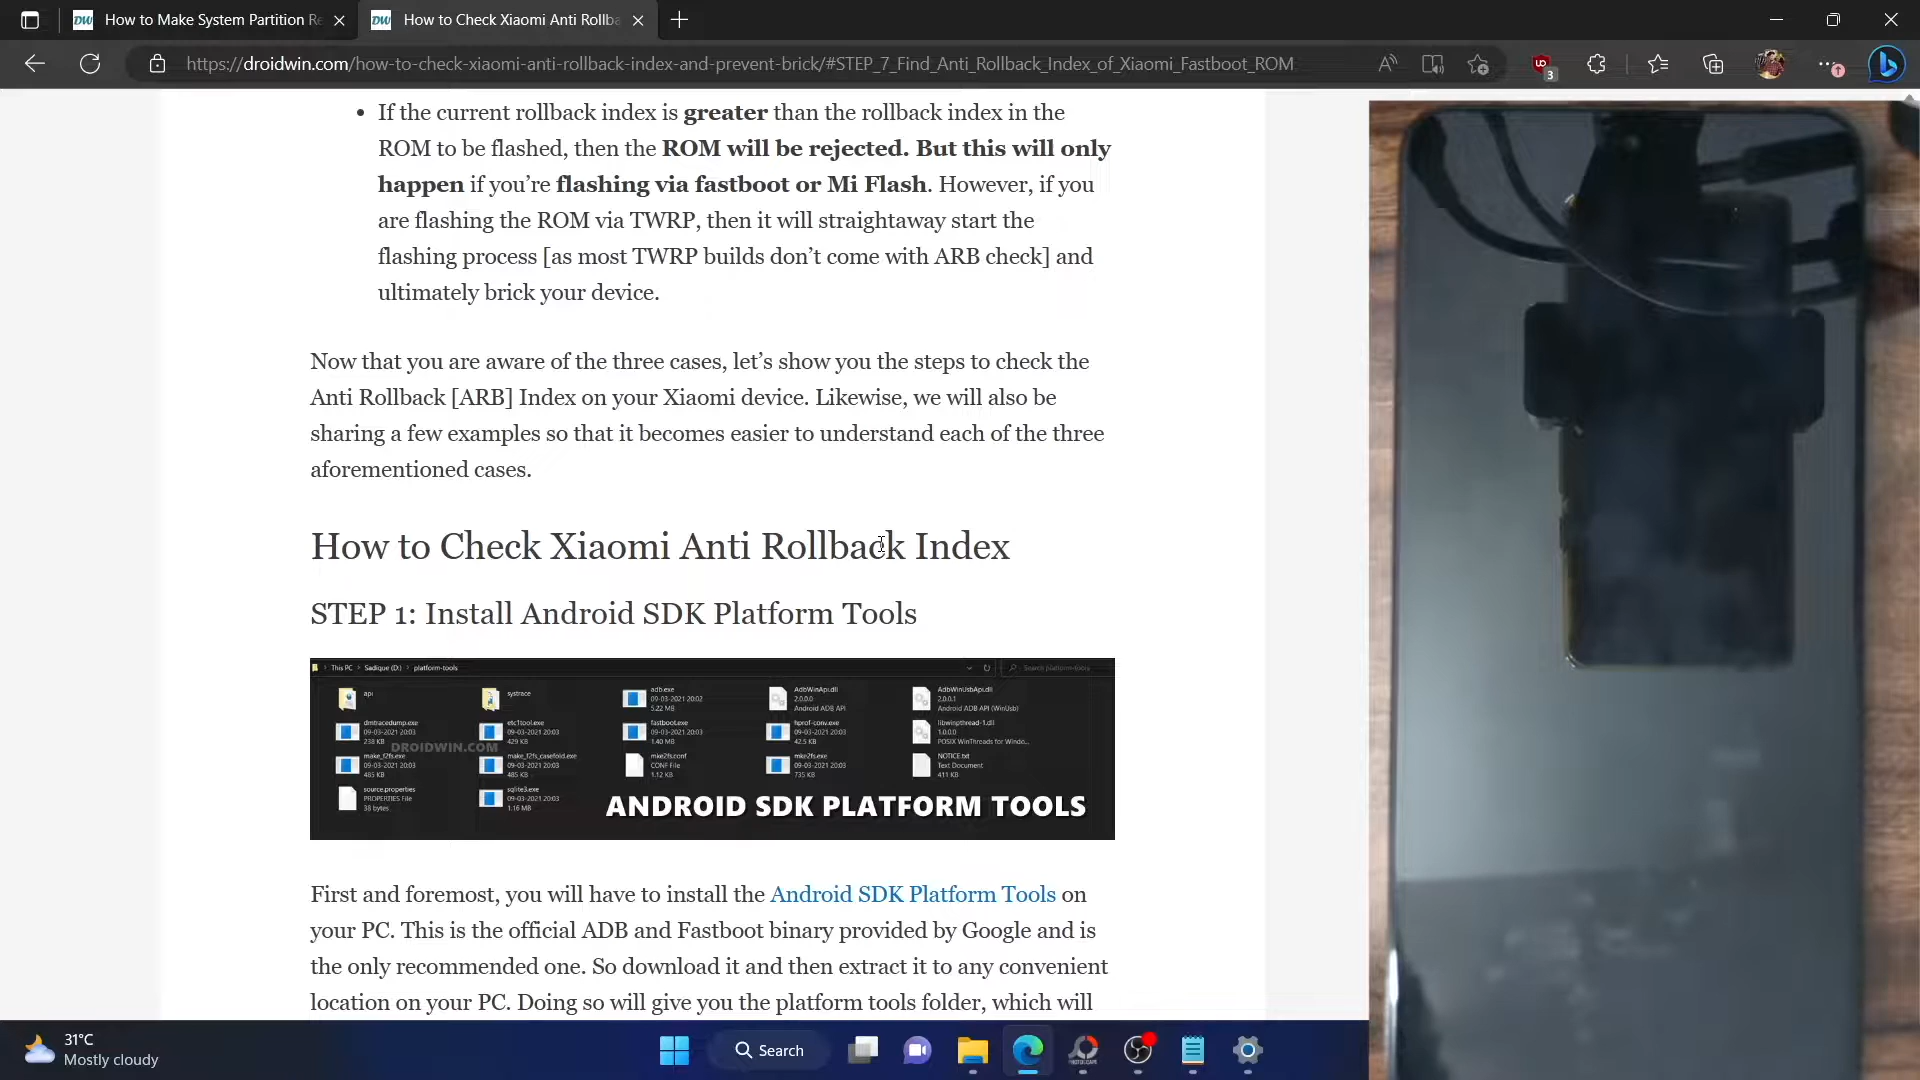 How to Make System Partition Re
How to Check Xiaomi Anti Rollba
https://droidwin.com/how-to-check-xiaomi-anti-rollback-index-and-prevent-brick/#STEP_7_Find_Anti_Rollback_Index_of_Xiaomi_Fastboot_ROM
3
If the current rollback index is greater than the rollback index in the
ROM to be flashed, then the ROM will be rejected. But this will only
happen if you’re flashing via fastboot or Mi Flash. However, if you
are flashing the ROM via TWRP, then it will straightaway start the
flashing process [as most TWRP builds don’t come with ARB check] and
ultimately brick your device.
Now that you are aware of the three cases, let’s show you the steps to check the
Anti Rollback [ARB] Index on your Xiaomi device. Likewise, we will also be
sharing a few examples so that it becomes easier to understand each of the three
aforementioned cases.
How to Check Xiaomi Anti Rollback Index
STEP 1: Install Android SDK Platform Tools
This PC > Sadique (D:) > platform-tools
Search platform-tools
api
systrace
adb.exe
09-03-2021 20:02
5.22 MB
AdbWinApi.dll
2.0.0.0
Android ADB API
AdbWinUsbApi.dll
2.0.0.1
Android ADB API (WinUsb)
dmtracedump.exe
09-03-2021 20:03
238 KB
etc1tool.exe
09-03-2021 20:03
429 KB
fastboot.exe
09-03-2021 20:03
1.40 MB
hprof-conv.exe
09-03-2021 20:03
42.5 KB
libwinpthread-1.dll
1.0.0.0
POSIX WinThreads for Windo...
DROIDWIN.COM
make_f2fs.exe
09-03-2021 20:03
485 KB
make_f2fs_casefold.exe
09-03-2021 20:03
485 KB
mke2fs.conf
CONF File
1.12 KB
mke2fs.exe
09-03-2021 20:03
735 KB
NOTICE.txt
Text Document
411 KB
source.properties
PROPERTIES File
38 bytes
sqlite3.exe
09-03-2021 20:03
1.16 MB
ANDROID SDK PLATFORM TOOLS
First and foremost, you will have to install the Android SDK Platform Tools on
your PC. This is the official ADB and Fastboot binary provided by Google and is
the only recommended one. So download it and then extract it to any convenient
location on your PC. Doing so will give you the platform tools folder, which will
31°C
Mostly cloudy
Search